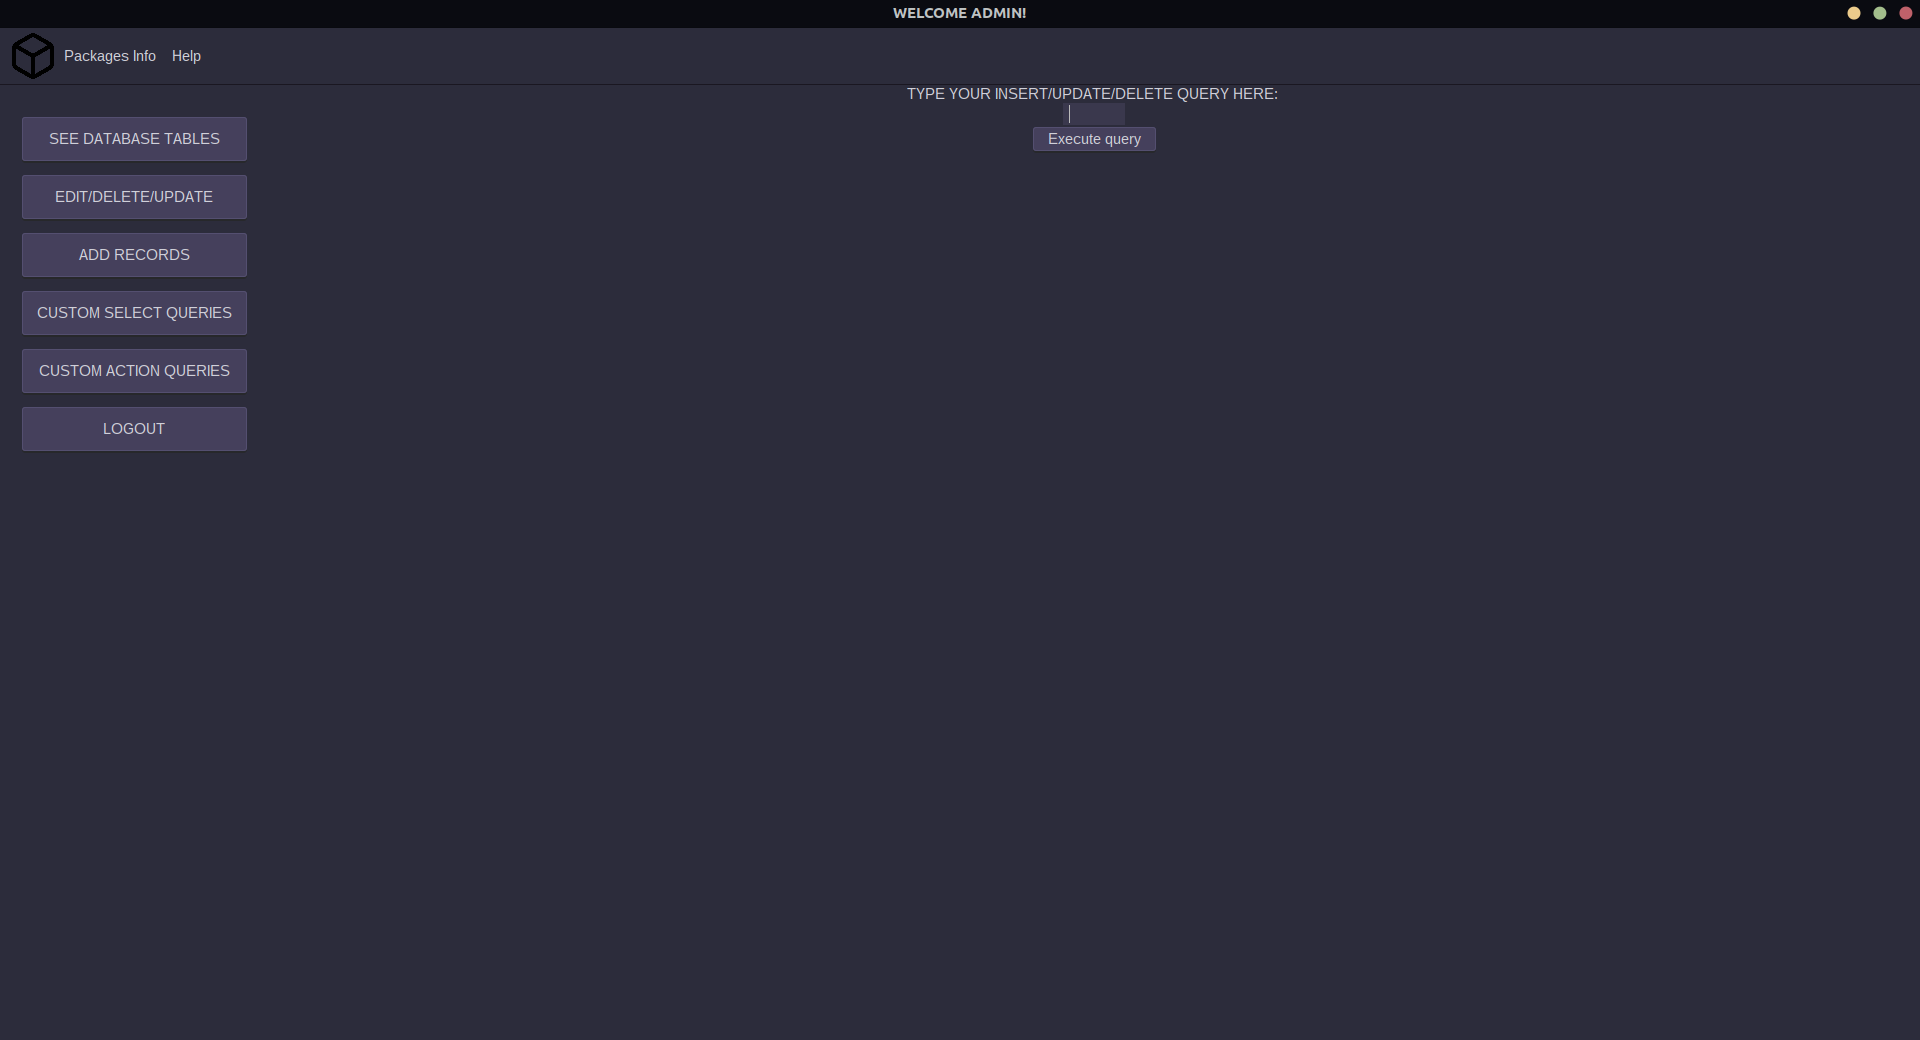 WELCOME ADMIN!
Packages Info Help
TYPE YOUR INSERT/UPDATE/DELETE QUERY HERE:
Execute query
SEE DATABASE TABLES
EDIT/DELETE/UPDATE
ADD RECORDS
CUSTOM SELECT QUERIES
CUSTOM ACTION QUERIES
LOGOUT